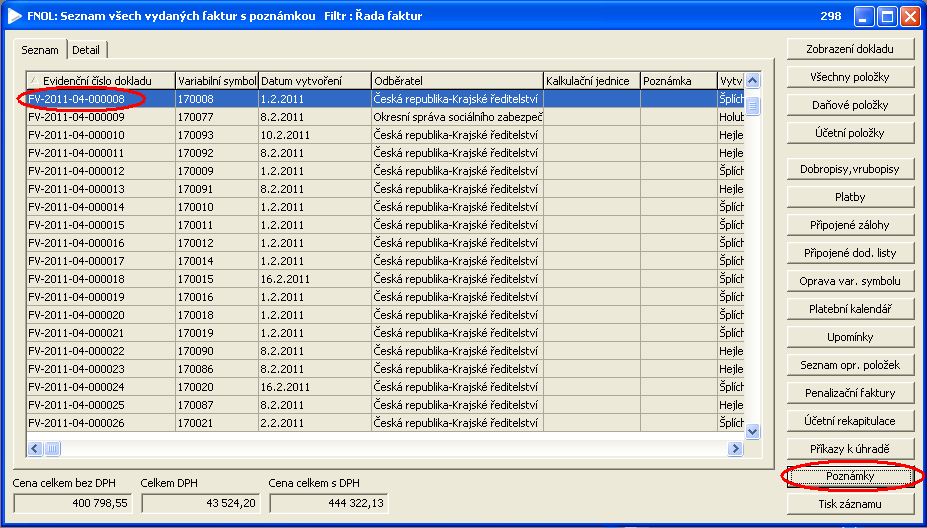 FNOL: Seznam všech vydaných faktur s poznámkou Filtr : Řada faktur 298
Seznam Detail
Evidenční číslo dokladu Variabilní symbol Datum vytvoření Odběratel Kalkulační jednice Poznámka Vytv
FV-2011-04-000008 170008 1.2.2011 Česká republika-Krajské ředitelství Šplích
FV-2011-04-000009 170077 8.2.2011 Okresní správa sociálního zabezpeč Holub
FV-2011-04-000010 170093 10.2.2011 Česká republika-Krajské ředitelství Hejle
FV-2011-04-000011 170092 8.2.2011 Česká republika-Krajské ředitelství Hejle
FV-2011-04-000012 170009 1.2.2011 Česká republika-Krajské ředitelství Šplích
FV-2011-04-000013 170091 8.2.2011 Česká republika-Krajské ředitelství Hejle
FV-2011-04-000014 170010 1.2.2011 Česká republika-Krajské ředitelství Šplích
FV-2011-04-000015 170011 1.2.2011 Česká republika-Krajské ředitelství Šplích
FV-2011-04-000016 170012 1.2.2011 Česká republika-Krajské ředitelství Šplích
FV-2011-04-000017 170014 1.2.2011 Česká republika-Krajské ředitelství Šplích
FV-2011-04-000018 170015 16.2.2011 Česká republika-Krajské ředitelství Šplích
FV-2011-04-000019 170016 1.2.2011 Česká republika-Krajské ředitelství Šplích
FV-2011-04-000020 170018 1.2.2011 Česká republika-Krajské ředitelství Šplích
FV-2011-04-000021 170019 1.2.2011 Česká republika-Krajské ředitelství Šplích
FV-2011-04-000022 170090 8.2.2011 Česká republika-Krajské ředitelství Hejle
FV-2011-04-000023 170086 8.2.2011 Česká republika-Krajské ředitelství Hejle
FV-2011-04-000024 170020 16.2.2011 Česká republika-Krajské ředitelství Šplích
FV-2011-04-000025 170087 8.2.2011 Česká republika-Krajské ředitelství Hejle
FV-2011-04-000026 170021 2.2.2011 Česká republika-Krajské ředitelství Šplích
Cena celkem bez DPH Celkem DPH Cena celkem s DPH
400 798,55 43 524,20 444 322,13
Zobrazení dokladu
Všechny položky
Daňové položky
Účetní položky
Dobropisy,vrubopisy
Platby
Připojené zálohy
Připojené dod. listy
Oprava var. symbolu
Platební kalendář
Upomínky
Seznam opr. položek
Penalizační faktury
Účetní rekapitulace
Příkazy k úhradě
Poznámky
Tisk záznamu